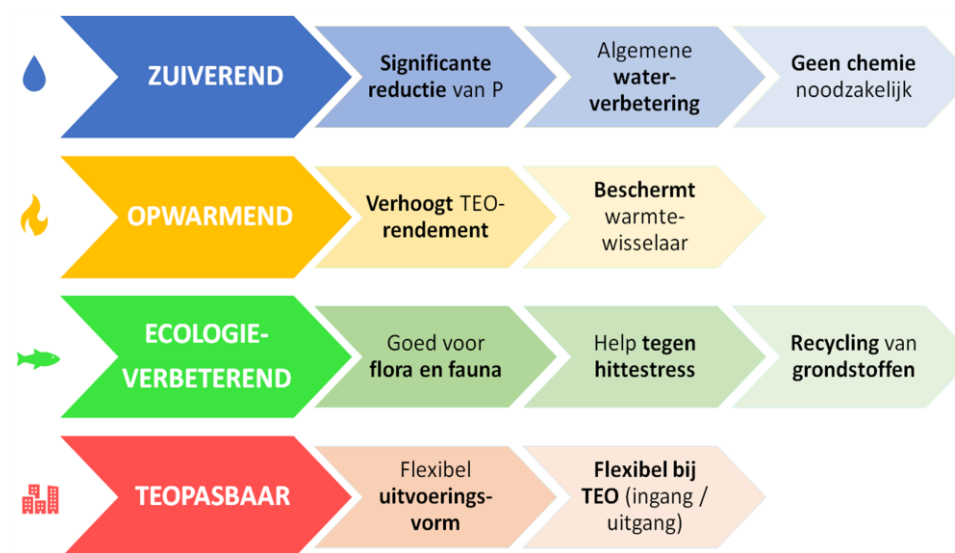 ZUIVEREND
Significante
reductie van P
Algemene
water-
verbetering
Geen chemie
noodzakelijk
OPWARMEND
Verhoogt TEO-
rendement
Beschermt
warmte-
wisselaar
ECOLOGIE-
VERBETEREND
Goed voor
flora en fauna
Help tegen
hittestress
Recycling van
grondstoffen
TEOPASBAAR
Flexibel
uitvoerings-
vorm
Flexibel bij
TEO (ingang /
uitgang)